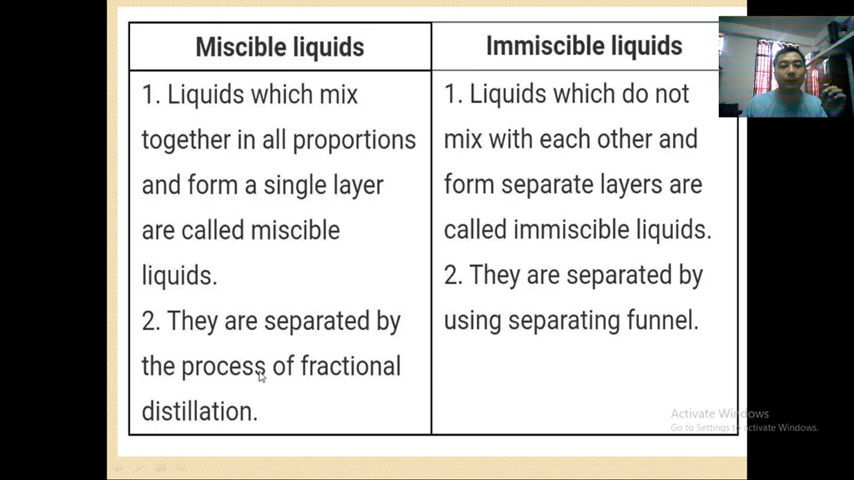 Miscible liquids
Immiscible liquids
1. Liquids which mix
together in all proportions
and form a single layer
are called miscible
liquids.
2. They are separated by
the process of fractional
distillation.
1. Liquids which do not
mix with each other and
form separate layers are
called immiscible liquids.
2. They are separated by
using separating funnel.
Activate Windows
Go to Settings to activate Windows.